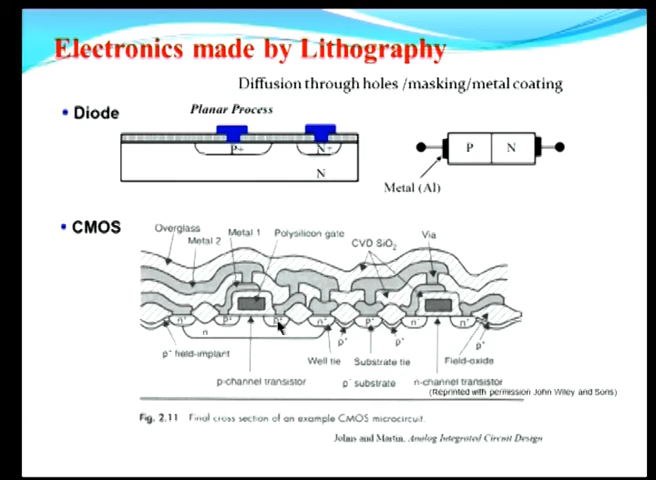 Electronics made by Lithography
Diffusion through holes /masking/metal coating
• Diode
Planar Process
P+
N+
N
P
N
Metal (Al)
• CMOS
Overglass
Metal 2
Metal 1
Polysilicon gate
CVD SiO₂
Via
n⁺
p⁺
n⁺
p⁺
n⁻
n⁺
n
p⁺
p⁺
p⁺
p⁺ field-implant
Well tie
Substrate tie
Field-oxide
p-channel transistor
p⁻ substrate
n-channel transistor
(Reprinted with permission John Wiley and Sons)
Fig. 2.11 Final cross section of an example CMOS microcircuit.
Johns and Martin, Analog Integrated Circuit Design